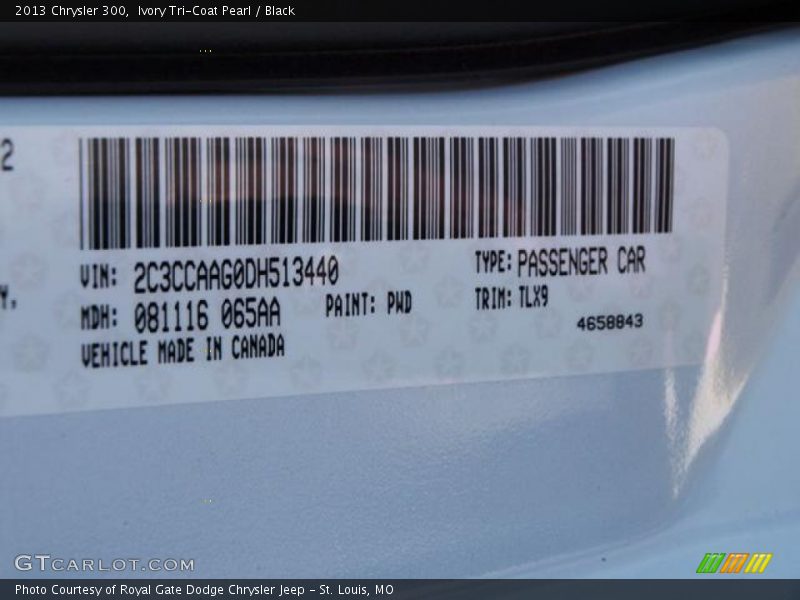 2013 Chrysler 300, Ivory Tri-Coat Pearl / Black
2
VIN: 2C3CCAAG0DH513440
TYPE: PASSENGER CAR
Y,
MDH: 081116 065AA
PAINT: PWD
TRIM: TLX9
VEHICLE MADE IN CANADA
4658843
GTCARLOT.COM
Photo Courtesy of Royal Gate Dodge Chrysler Jeep – St. Louis, MO